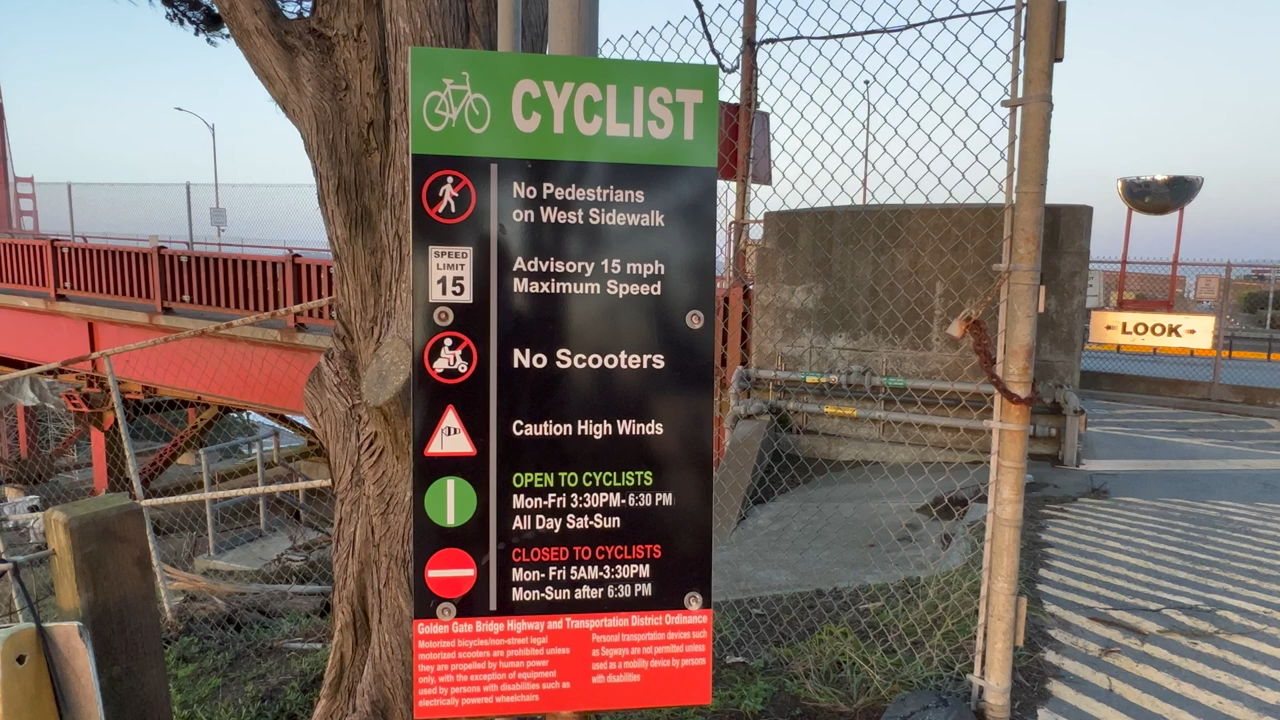 CYCLIST
No Pedestrians
on West Sidewalk
SPEED
LIMIT
15
Advisory 15 mph
Maximum Speed
No Scooters
Caution High Winds
OPEN TO CYCLISTS
Mon-Fri 3:30PM- 6:30 PM
All Day Sat-Sun
CLOSED TO CYCLISTS
Mon- Fri 5AM-3:30PM
Mon-Sun after 6:30 PM
Golden Gate Bridge Highway and Transportation District Ordinance
Motorized bicycles/non-street legal
motorized scooters are prohibited unless
they are propelled by human power
only, with the exception of equipment
used by persons with disabilities such as
electrically powered wheelchairs
Personal transportation devices such
as Segways are not permitted unless
used as a mobility device by persons
with disabilities
LOOK